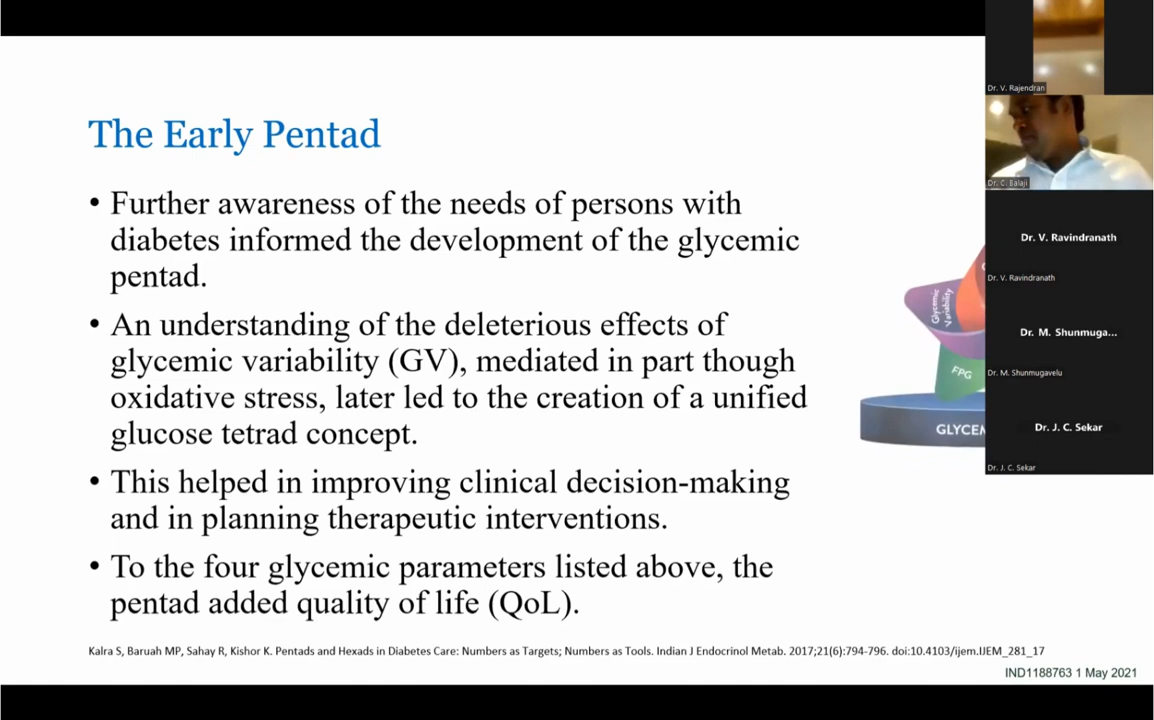 The Early Pentad
• Further awareness of the needs of persons with
diabetes informed the development of the glycemic
pentad.
• An understanding of the deleterious effects of
glycemic variability (GV), mediated in part though
oxidative stress, later led to the creation of a unified
glucose tetrad concept.
• This helped in improving clinical decision-making
and in planning therapeutic interventions.
• To the four glycemic parameters listed above, the
pentad added quality of life (QoL).
Kalra S, Baruah MP, Sahay R, Kishor K. Pentads and Hexads in Diabetes Care: Numbers as Targets; Numbers as Tools. Indian J Endocrinol Metab. 2017;21(6):794-796. doi:10.4103/ijem.IJEM_281_17
IND1188763 1 May 2021
Glycemic
Variability
FPG
Dr. V. Rajendran
Dr. C. Balaji
Dr. V. Ravindranath
Dr. V. Ravindranath
Dr. M. Shunmuga...
Dr. M. Shunmugavelu
Dr. J. C. Sekar
Dr. J. C. Sekar